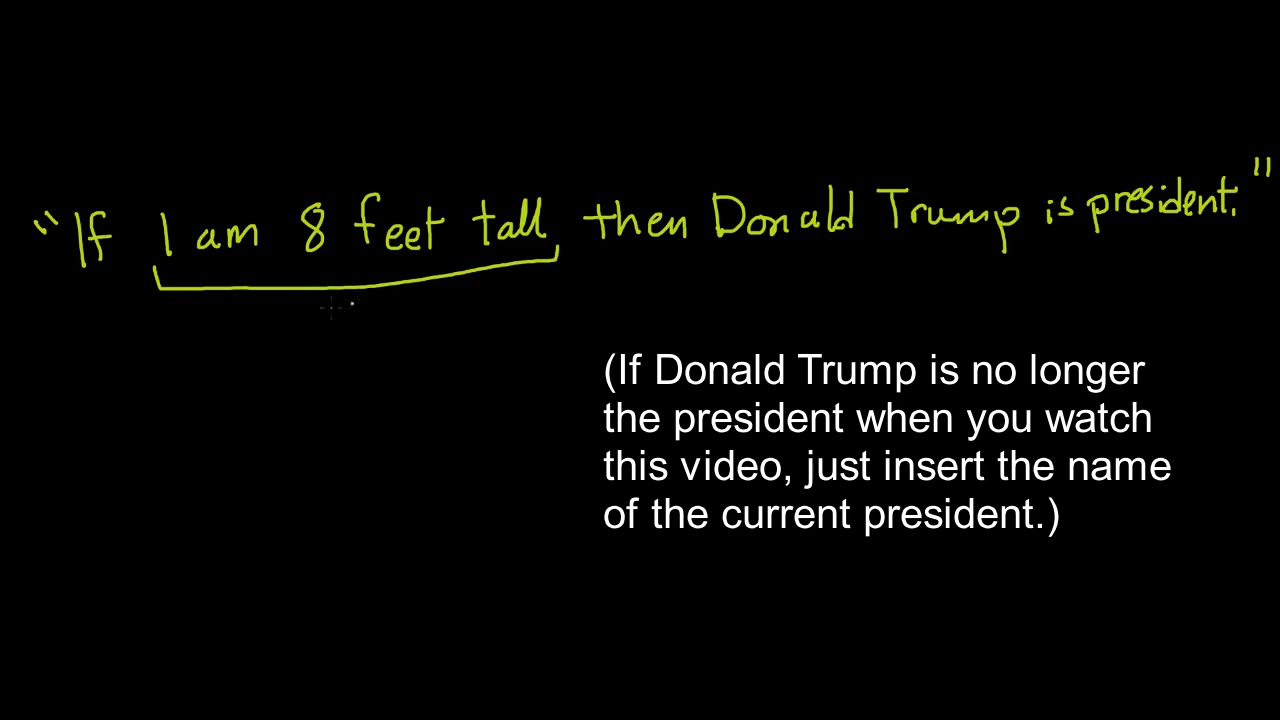 "If I am 8 feet tall, then Donald Trump is president."
(If Donald Trump is no longer
the president when you watch
this video, just insert the name
of the current president.)